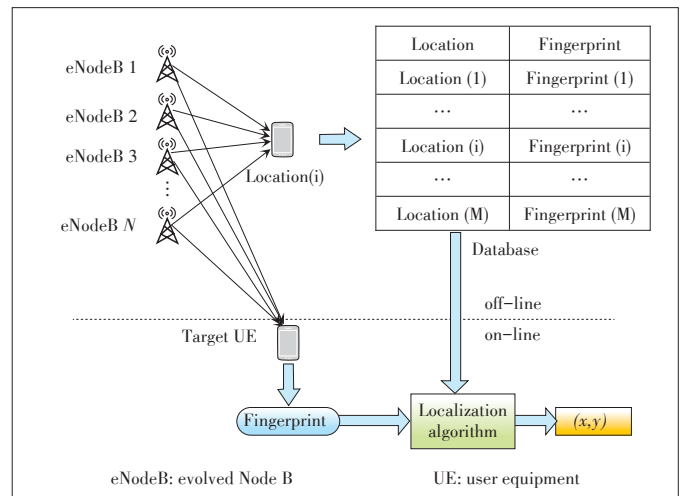 eNodeB 1
eNodeB 2
eNodeB 3
⋮
eNodeB N
Location(i)
Location Fingerprint
Location (1) Fingerprint (1)
… …
Location (i) Fingerprint (i)
… …
Location (M) Fingerprint (M)
Database
off-line
on-line
Target UE
Fingerprint
Localization
algorithm
(x,y)
eNodeB: evolved Node B UE: user equipment